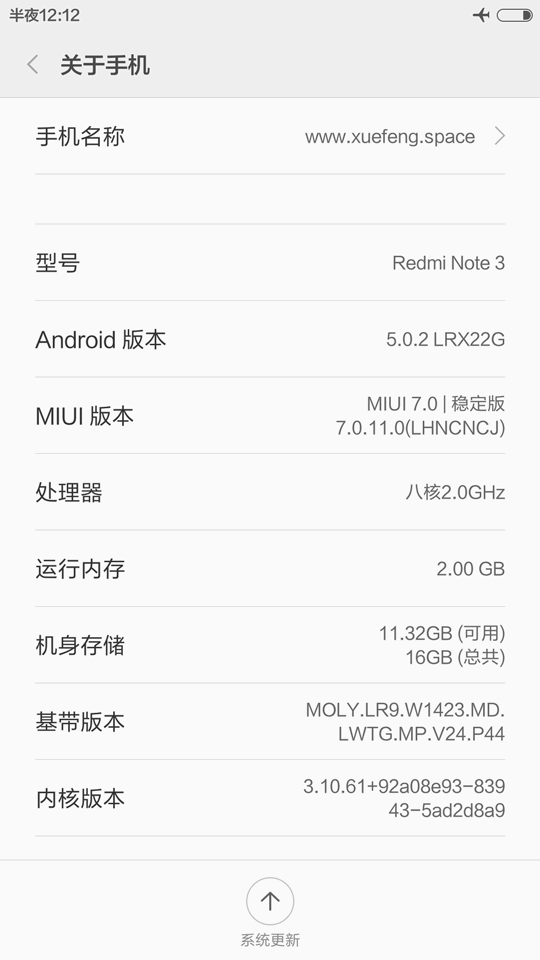 半夜12:12
关于手机
手机名称 www.xuefeng.space
型号 Redmi Note 3
Android 版本 5.0.2 LRX22G
MIUI 版本 MIUI 7.0 | 稳定版
7.0.11.0(LHNCNCJ)
处理器 八核2.0GHz
运行内存 2.00 GB
机身存储 11.32GB (可用)
16GB (总共)
基带版本 MOLY.LR9.W1423.MD.
LWTG.MP.V24.P44
内核版本 3.10.61+92a08e93-839
43-5ad2d8a9
系统更新